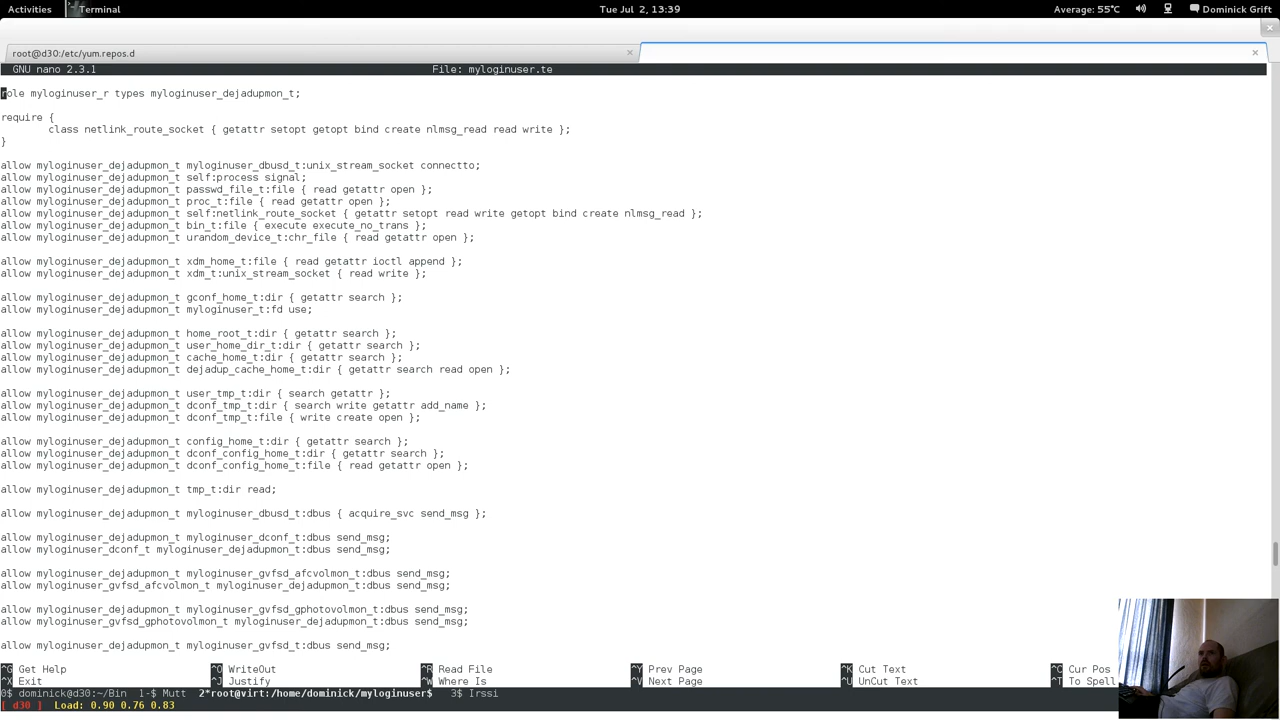 Activities
Terminal
Tue Jul 2, 13:39
Average: 55°C
Dominick Grift
root@d30:/etc/yum.repos.d
GNU nano 2.3.1 File: myloginuser.te
role myloginuser_r types myloginuser_dejadupmon_t;
require {
class netlink_route_socket { getattr setopt getopt bind create nlmsg_read read write };
}
allow myloginuser_dejadupmon_t myloginuser_dbusd_t:unix_stream_socket connectto;
allow myloginuser_dejadupmon_t self:process signal;
allow myloginuser_dejadupmon_t passwd_file_t:file { read getattr open };
allow myloginuser_dejadupmon_t proc_t:file { read getattr open };
allow myloginuser_dejadupmon_t self:netlink_route_socket { getattr setopt read write getopt bind create nlmsg_read };
allow myloginuser_dejadupmon_t bin_t:file { execute execute_no_trans };
allow myloginuser_dejadupmon_t urandom_device_t:chr_file { read getattr open };
allow myloginuser_dejadupmon_t xdm_home_t:file { read getattr ioctl append };
allow myloginuser_dejadupmon_t xdm_t:unix_stream_socket { read write };
allow myloginuser_dejadupmon_t gconf_home_t:dir { getattr search };
allow myloginuser_dejadupmon_t myloginuser_t:fd use;
allow myloginuser_dejadupmon_t home_root_t:dir { getattr search };
allow myloginuser_dejadupmon_t user_home_dir_t:dir { getattr search };
allow myloginuser_dejadupmon_t cache_home_t:dir { getattr search };
allow myloginuser_dejadupmon_t dejadup_cache_home_t:dir { getattr search read open };
allow myloginuser_dejadupmon_t user_tmp_t:dir { search getattr };
allow myloginuser_dejadupmon_t dconf_tmp_t:dir { search write getattr add_name };
allow myloginuser_dejadupmon_t dconf_tmp_t:file { write create open };
allow myloginuser_dejadupmon_t config_home_t:dir { getattr search };
allow myloginuser_dejadupmon_t dconf_config_home_t:dir { getattr search };
allow myloginuser_dejadupmon_t dconf_config_home_t:file { read getattr open };
allow myloginuser_dejadupmon_t tmp_t:dir read;
allow myloginuser_dejadupmon_t myloginuser_dbusd_t:dbus { acquire_svc send_msg };
allow myloginuser_dejadupmon_t myloginuser_dconf_t:dbus send_msg;
allow myloginuser_dconf_t myloginuser_dejadupmon_t:dbus send_msg;
allow myloginuser_dejadupmon_t myloginuser_gvfsd_afcvolmon_t:dbus send_msg;
allow myloginuser_gvfsd_afcvolmon_t myloginuser_dejadupmon_t:dbus send_msg;
allow myloginuser_dejadupmon_t myloginuser_gvfsd_gphotovolmon_t:dbus send_msg;
allow myloginuser_gvfsd_gphotovolmon_t myloginuser_dejadupmon_t:dbus send_msg;
allow myloginuser_dejadupmon_t myloginuser_gvfsd_t:dbus send_msg;
^G Get Help ^O WriteOut ^R Read File ^Y Prev Page ^K Cut Text ^C Cur Pos
^X Exit ^J Justify ^W Where Is ^V Next Page ^U UnCut Text ^T To Spell
0$ dominick@d30:~/Bin 1-$ Mutt 2*root@virt:/home/dominick/myloginuser$ 3$ Irssi
[ d30 ] Load: 0.90 0.76 0.83